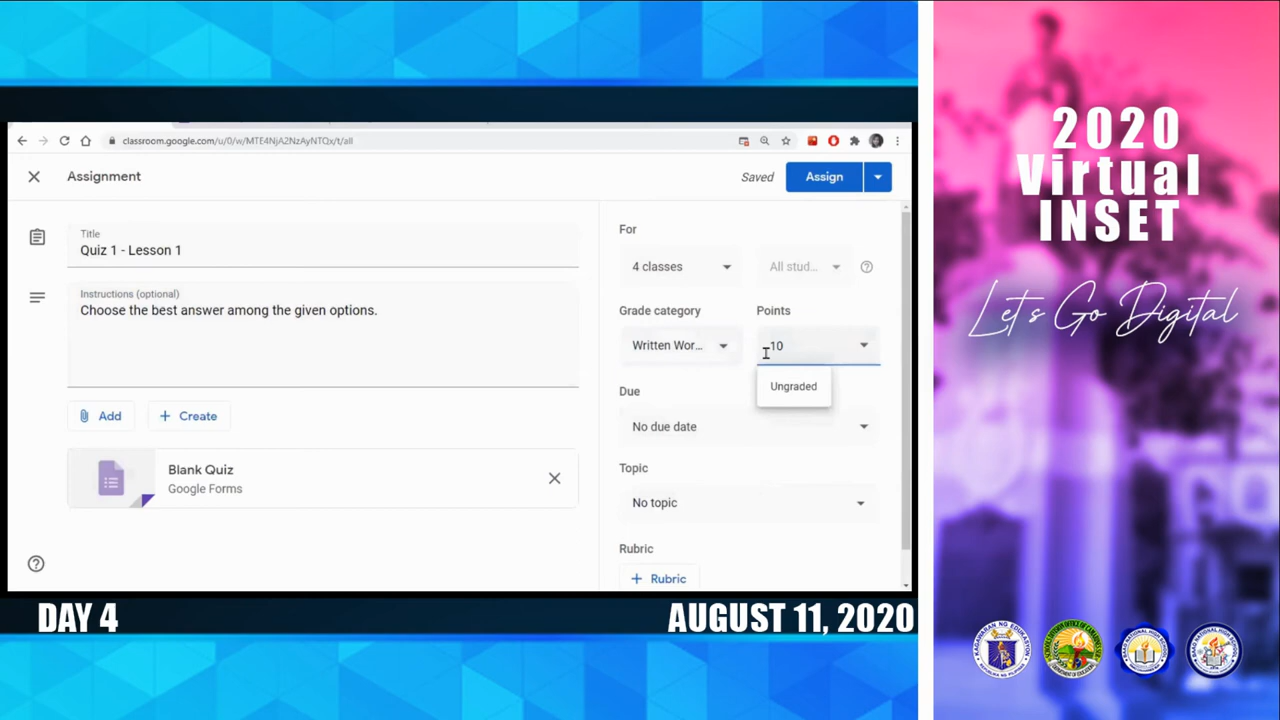 classroom.google.com/u/0/w/MTE4NjA2NzAyNTQx/t/all
Assignment
Saved
Assign
Title
Quiz 1 - Lesson 1
Instructions (optional)
Choose the best answer among the given options.
Add
Create
Blank Quiz
Google Forms
For
4 classes
All stud...
Grade category
Points
Written Wor...
10
Ungraded
Due
No due date
Topic
No topic
Rubric
Rubric
DAY 4
AUGUST 11, 2020
2020
Virtual
INSET
Let's Go Digital